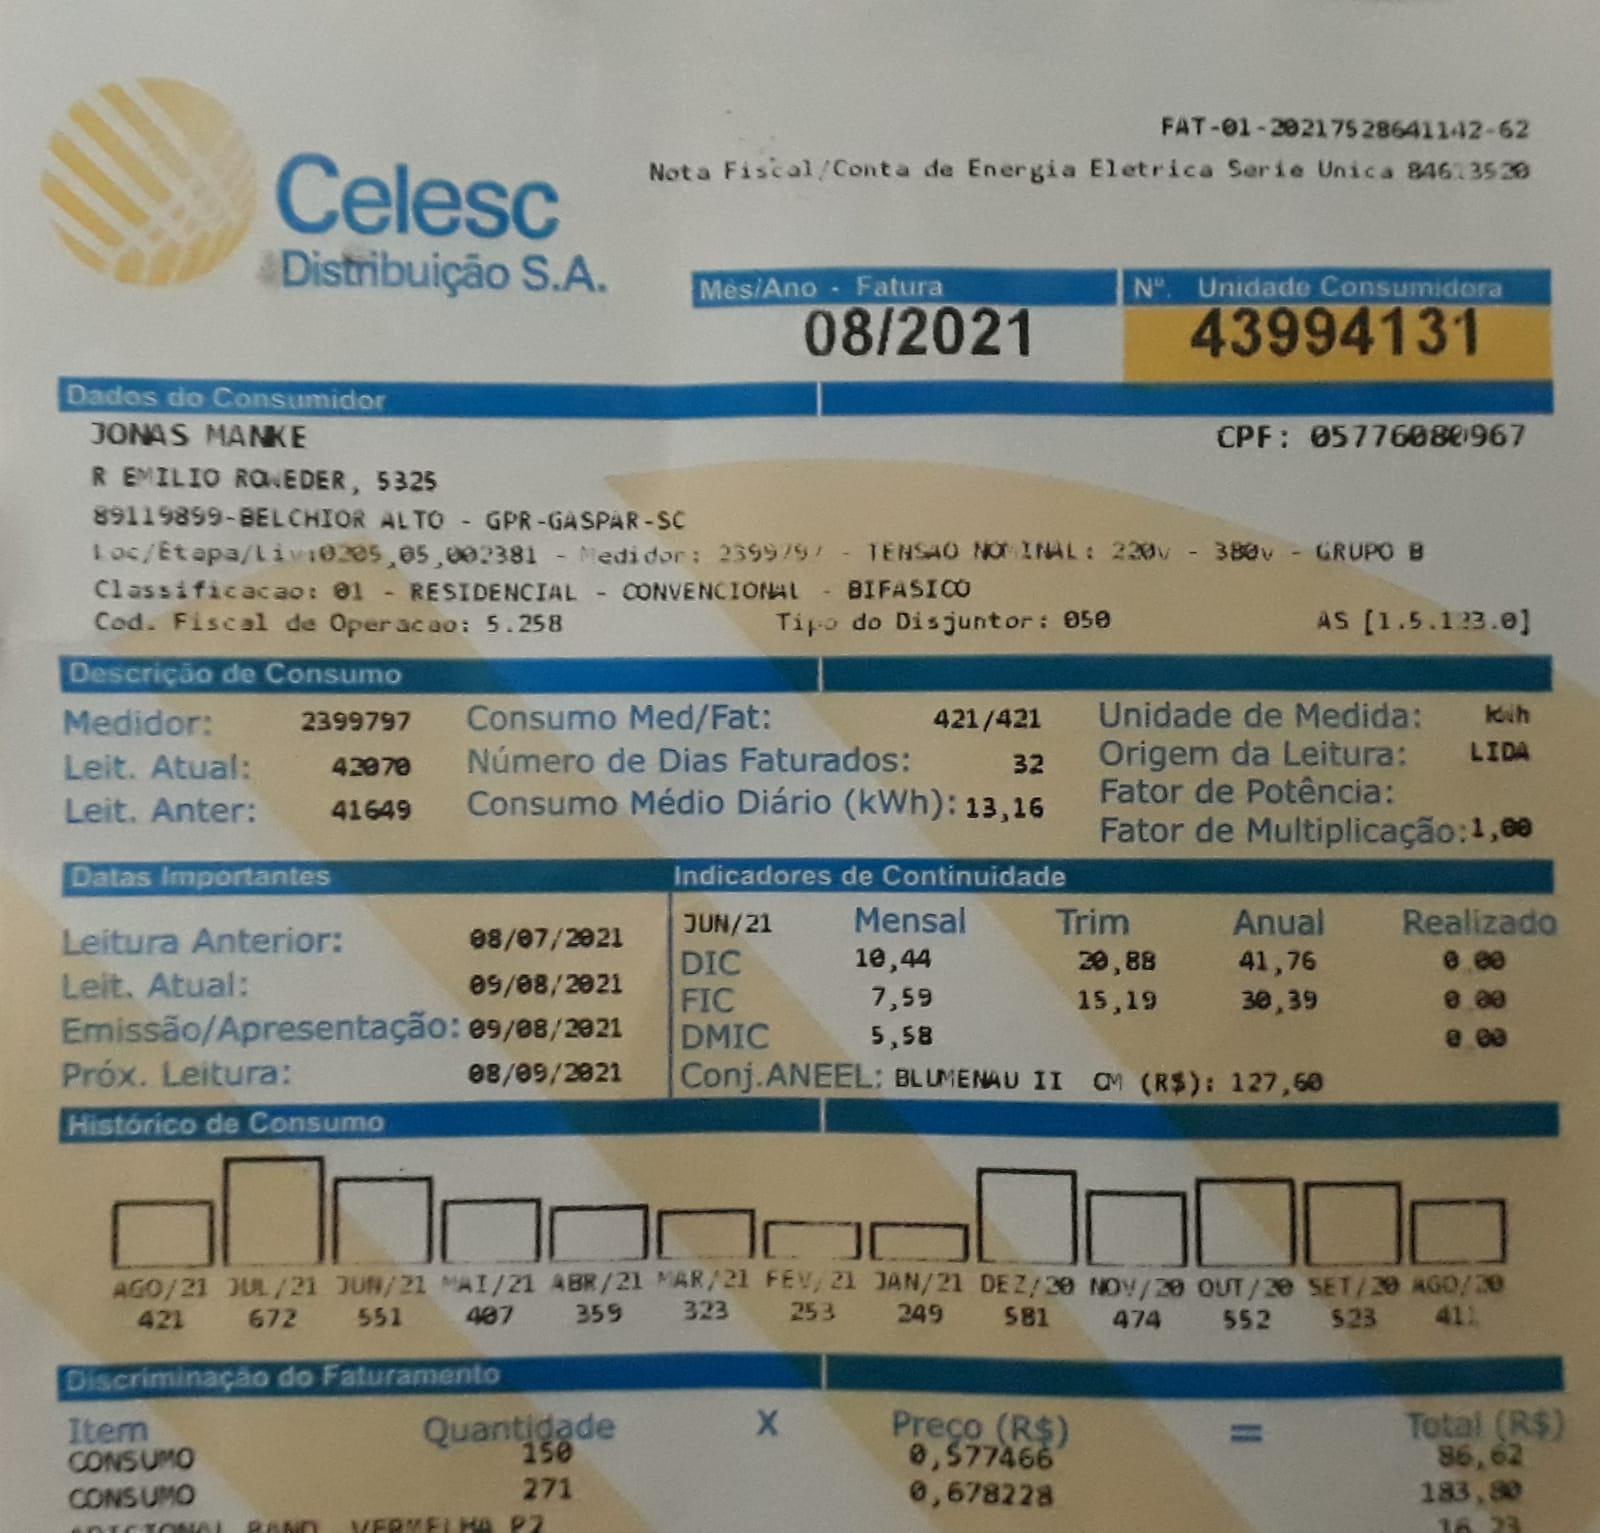 FAT-01-20217528641142-62
Nota Fiscal/Conta de Energia Eletrica Serie Unica
Celesc
Distribuição S.A.
Mês/Ano - Fatura Nº. Unidade Consumidora
08/2021 43994131
Dados do Consumidor
JONAS MANKE CPF: 05776080967
R EMILIO ROWEDER, 5325
89119899-BELCHIOR ALTO - GPR-GASPAR-SC
Loc/Etapa/Liv:0205,05,002381 - Medidor: 2399797 - TENSAO NOMINAL: 220v - 380v - GRUPO B
Classificacao: 01 - RESIDENCIAL - CONVENCIONAL - BIFASICO
Cod. Fiscal de Operacao: 5.258 Tipo do Disjuntor: 050 AS [1.5.123.0]
Descrição de Consumo
Medidor: 2399797 Consumo Med/Fat: 421/421 Unidade de Medida: kWh
Leit. Atual: 42070 Número de Dias Faturados: 32 Origem da Leitura: LIDA
Leit. Anter: 41649 Consumo Médio Diário (kWh): 13,16 Fator de Potência:
Fator de Multiplicação: 1,00
Datas Importantes Indicadores de Continuidade
JUN/21 Mensal Trim Anual Realizado
Leitura Anterior: 08/07/2021 DIC 10,44 20,88 41,76 0.00
Leit. Atual: 09/08/2021 FIC 7,59 15,19 30,39 0.00
Emissão/Apresentação: 09/08/2021 DMIC 5,58 0.00
Próx. Leitura: 08/09/2021 Conj.ANEEL: BLUMENAU II CM (R$): 127,60
Histórico de Consumo
AGO/21 JUL/21 JUN/21 MAI/21 ABR/21 MAR/21 FEV/21 JAN/21 DEZ/20 NOV/20 OUT/20 SET/20 AGO/20
421 672 551 407 359 323 253 249 581 474 552 523
Discriminação do Faturamento
Item Quantidade X Preço (R$) = Total (R$)
CONSUMO 150 0,577466 86,62
CONSUMO 271 0,678228 183,80
ADICIONAL BAND. VERMELHA P2 16,23